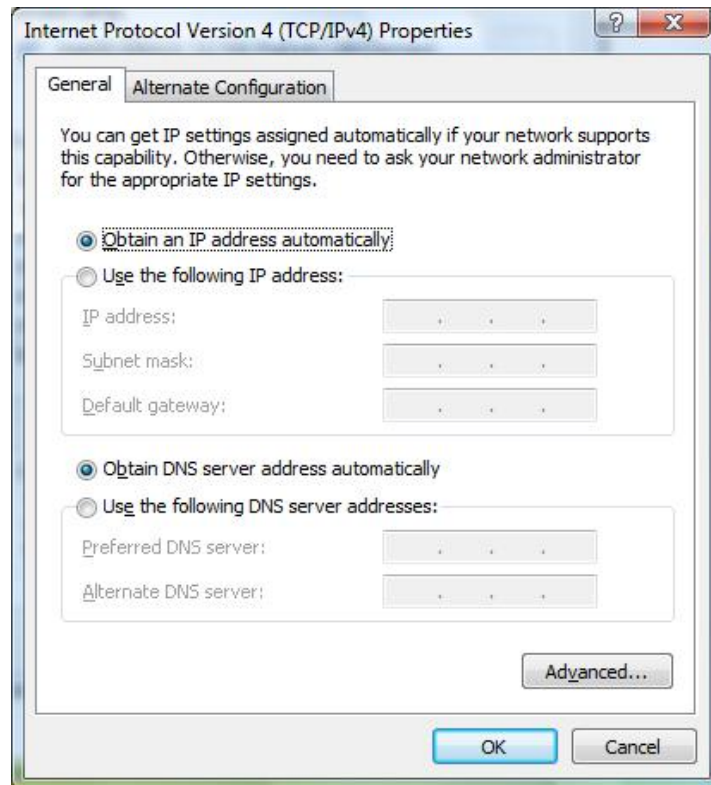 Internet Protocol Version 4 (TCP/IPv4) Properties
?
X
General
Alternate Configuration
You can get IP settings assigned automatically if your network supports
this capability. Otherwise, you need to ask your network administrator
for the appropriate IP settings.
Obtain an IP address automatically
Use the following IP address:
IP address: . . .
Subnet mask: . . .
Default gateway: . . .
Obtain DNS server address automatically
Use the following DNS server addresses:
Preferred DNS server: . . .
Alternate DNS server: . . .
Advanced...
OK
Cancel